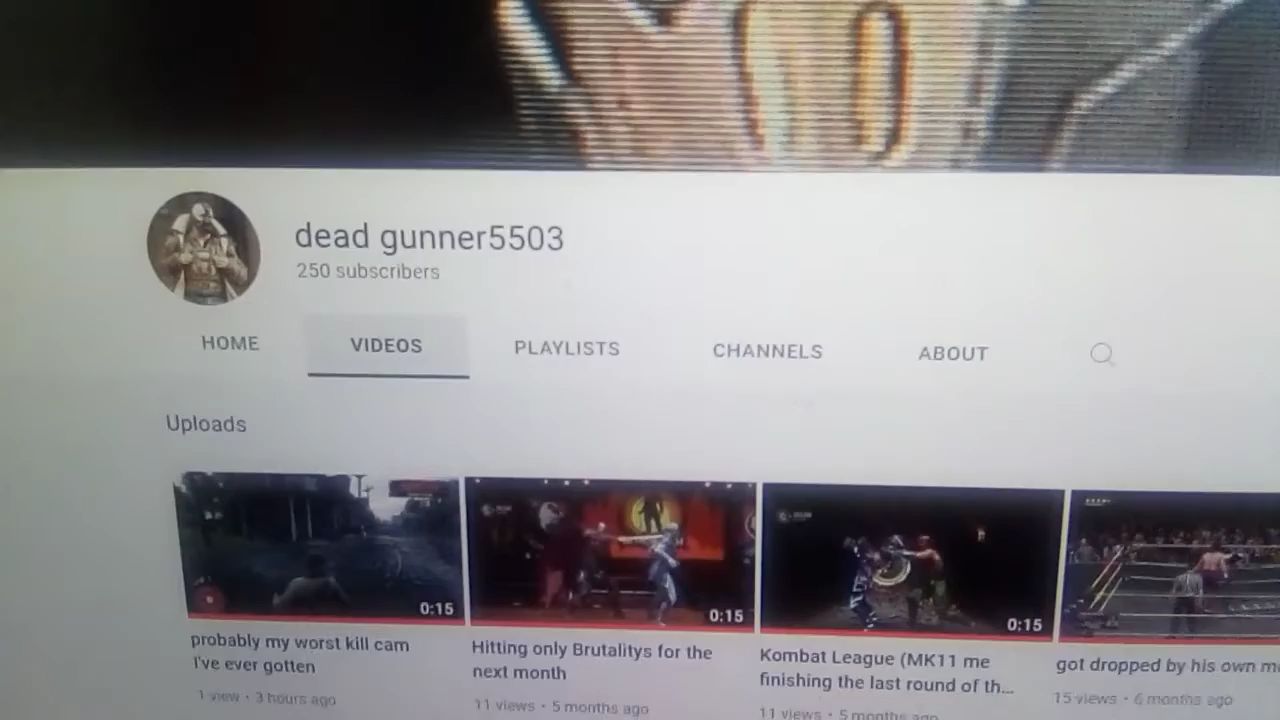 dead gunner5503
250 subscribers
HOME VIDEOS PLAYLISTS CHANNELS ABOUT
Uploads
0:15 0:15 0:15
probably my worst kill cam
I've ever gotten
1 view • 3 hours ago
Hitting only Brutalitys for the
next month
11 views • 5 months ago
Kombat League (MK11 me
finishing the last round of th...
11 views • 5 months ago
got dropped by his own m
15 views • 6 months ago